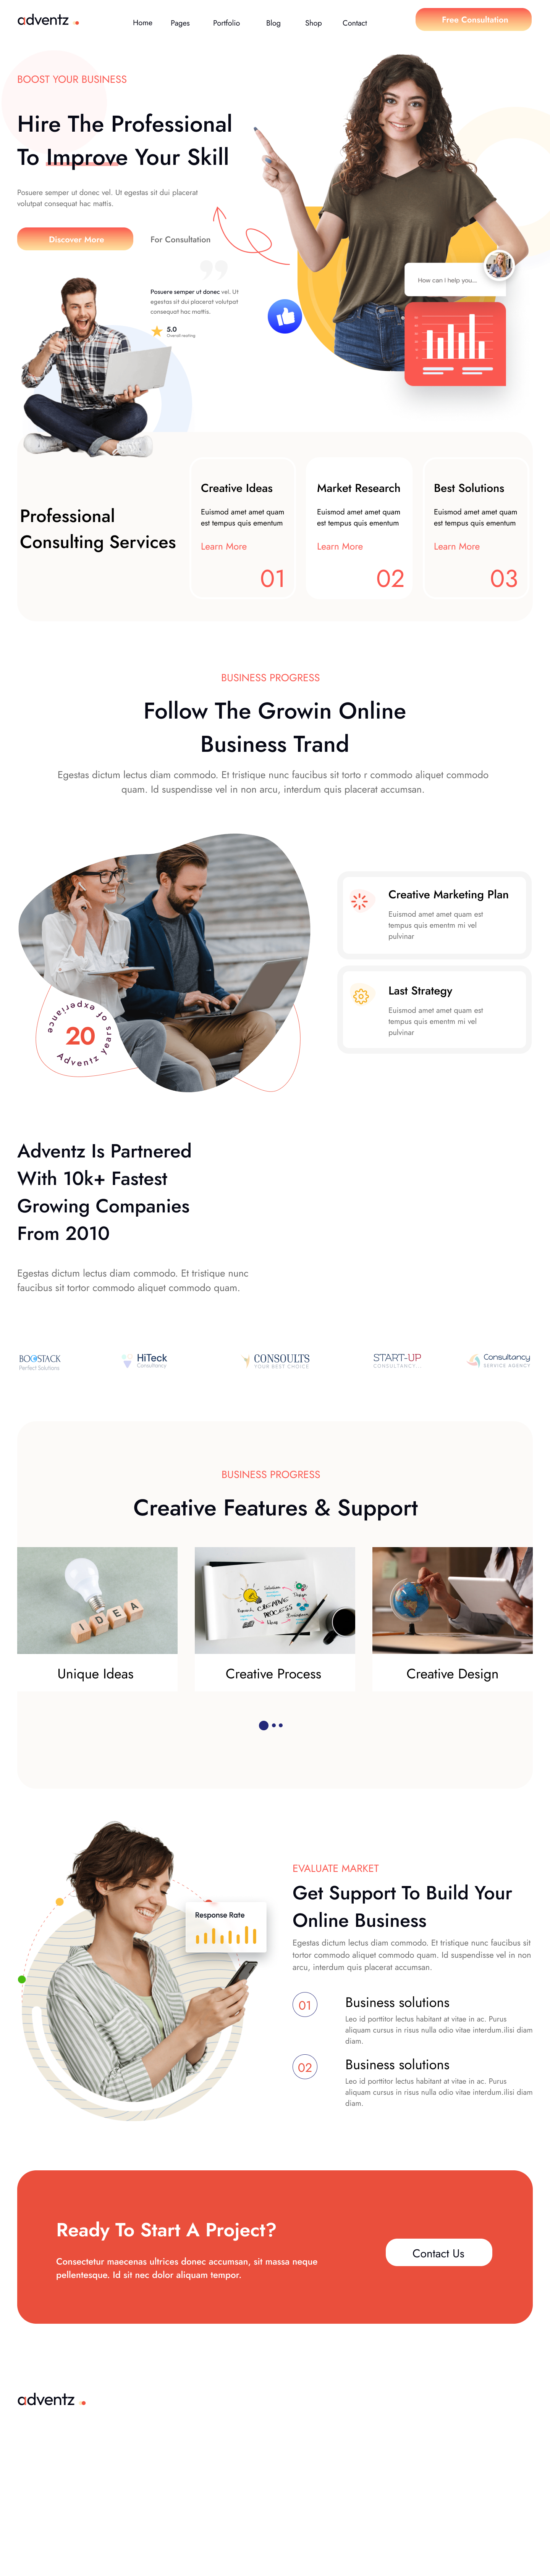 adventz
Home Pages Portfolio Blog Shop Contact
Free Consultation
BOOST YOUR BUSINESS
Hire The Professional
To Improve Your Skill
Posuere semper ut donec vel. Ut egestas sit dui placerat
volutpat consequat hac mattis.
Discover More
For Consultation
How can I help you...
Posuere semper ut donec vel. Ut
egestas sit dui placerat volutpat
consequat hac mattis.
5.0
Professional
Consulting Services
Creative Ideas
Euismod amet amet quam
est tempus quis ementum
Learn More
01
Market Research
Euismod amet amet quam
est tempus quis ementum
Learn More
02
Best Solutions
Euismod amet amet quam
est tempus quis ementum
Learn More
03
BUSINESS PROGRESS
Follow The Growin Online
Business Trand
Egestas dictum lectus diam commodo. Et tristique nunc faucibus sit torto r commodo aliquet commodo
quam. Id suspendisse vel in non arcu, interdum quis placerat accumsan.
20
Adventz years of experiance
Creative Marketing Plan
Euismod amet amet quam est
tempus quis ementm mi vel
pulvinar
Last Strategy
Euismod amet amet quam est
tempus quis ementm mi vel
pulvinar
Adventz Is Partnered
With 10k+ Fastest
Growing Companies
From 2010
Egestas dictum lectus diam commodo. Et tristique nunc
faucibus sit tortor commodo aliquet commodo quam.
BOOSTACK
Perfect Solutions
HiTeck
Consultancy
CONSOULTS
YOUR BEST-CHOICE
START-UP
CONSULTANCY...
Consultancy
SERVICE AGENCY
BUSINESS PROGRESS
Creative Features & Support
IDEA
CREATIVE
PROCESS
Unique Ideas
Creative Process
Creative Design
Response Rate
EVALUATE MARKET
Get Support To Build Your
Online Business
Egestas dictum lectus diam commodo. Et tristique nunc faucibus sit
tortor commodo aliquet commodo quam. Id suspendisse vel in non
arcu, interdum quis placerat accumsan.
01
Business solutions
Leo id porttitor lectus habitant at vitae in ac. Purus
aliquam cursus in risus nulla odio vitae interdum.ilisi diam
diam.
02
Business solutions
Leo id porttitor lectus habitant at vitae in ac. Purus
aliquam cursus in risus nulla odio vitae interdum.ilisi diam
diam.
Ready To Start A Project?
Consectetur maecenas ultrices donec accumsan, sit massa neque
pellentesque. Id sit nec dolor aliquam tempor.
Contact Us
adventz